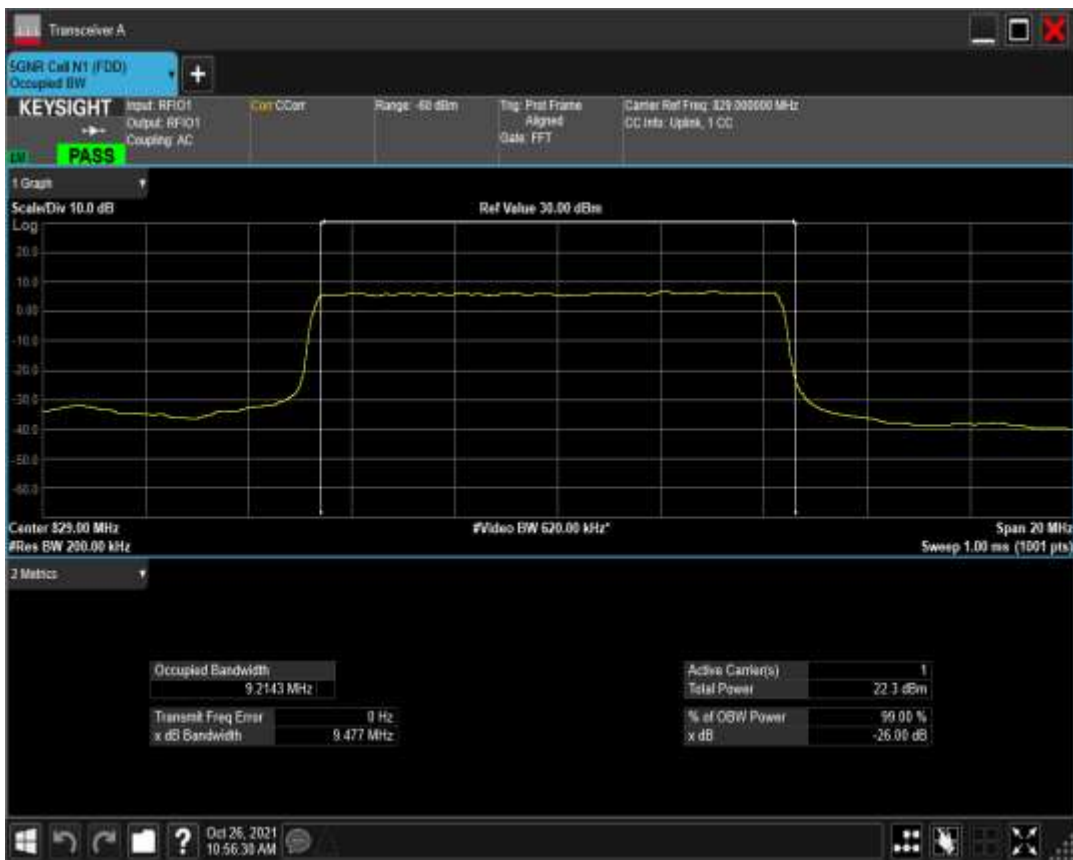 Transceiver A
5GNR Cell N1 (FDD)
Occupied BW
+
KEYSIGHT
Input: RFIO1
Output: RFIO1
Coupling: AC
Corr CCorr
Range: -60 dBm
Trig: Prot Frame
Aligned
Gate: FFT
Carrier Ref Freq: 829.000000 MHz
CC Info: Uplink, 1 CC
PASS
1 Graph
Scale/Div 10.0 dB
Ref Value 30.00 dBm
Log
20.0
10.0
0.00
-10.0
-20.0
-30.0
-40.0
-50.0
-60.0
Center 829.00 MHz
#Video BW 620.00 kHz*
Span 20 MHz
#Res BW 200.00 kHz
Sweep 1.00 ms (1001 pts)
2 Metrics
Occupied Bandwidth
9.2143 MHz
Active Carrier(s) 1
Total Power 22.3 dBm
Transmit Freq Error 0 Hz
x dB Bandwidth 9.477 MHz
% of OBW Power 99.00 %
x dB -26.00 dB
?
Oct 26, 2021
10:56:30 AM